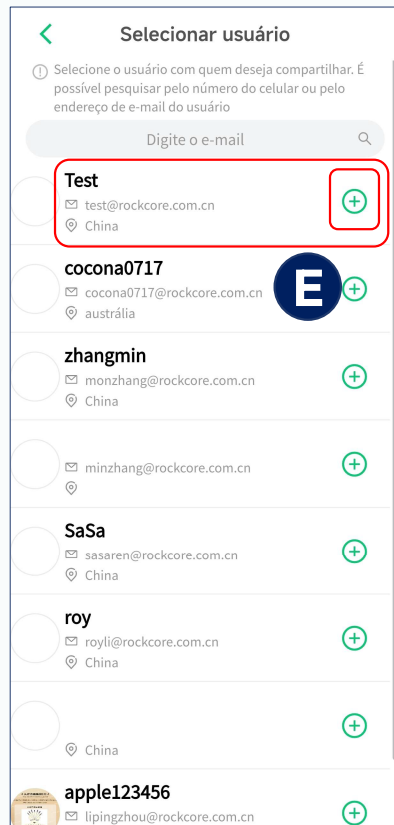 Selecionar usuário
Selecione o usuário com quem deseja compartilhar. É
possível pesquisar pelo número do celular ou pelo
endereço de e-mail do usuário
Digite o e-mail
Test
test@rockcore.com.cn
China
cocona0717
cocona0717@rockcore.com.cn
E
austrália
zhangmin
monzhang@rockcore.com.cn
China
minzhang@rockcore.com.cn
SaSa
sasaren@rockcore.com.cn
China
roy
royli@rockcore.com.cn
China
China
apple123456
lipingzhou@rockcore.com.cn